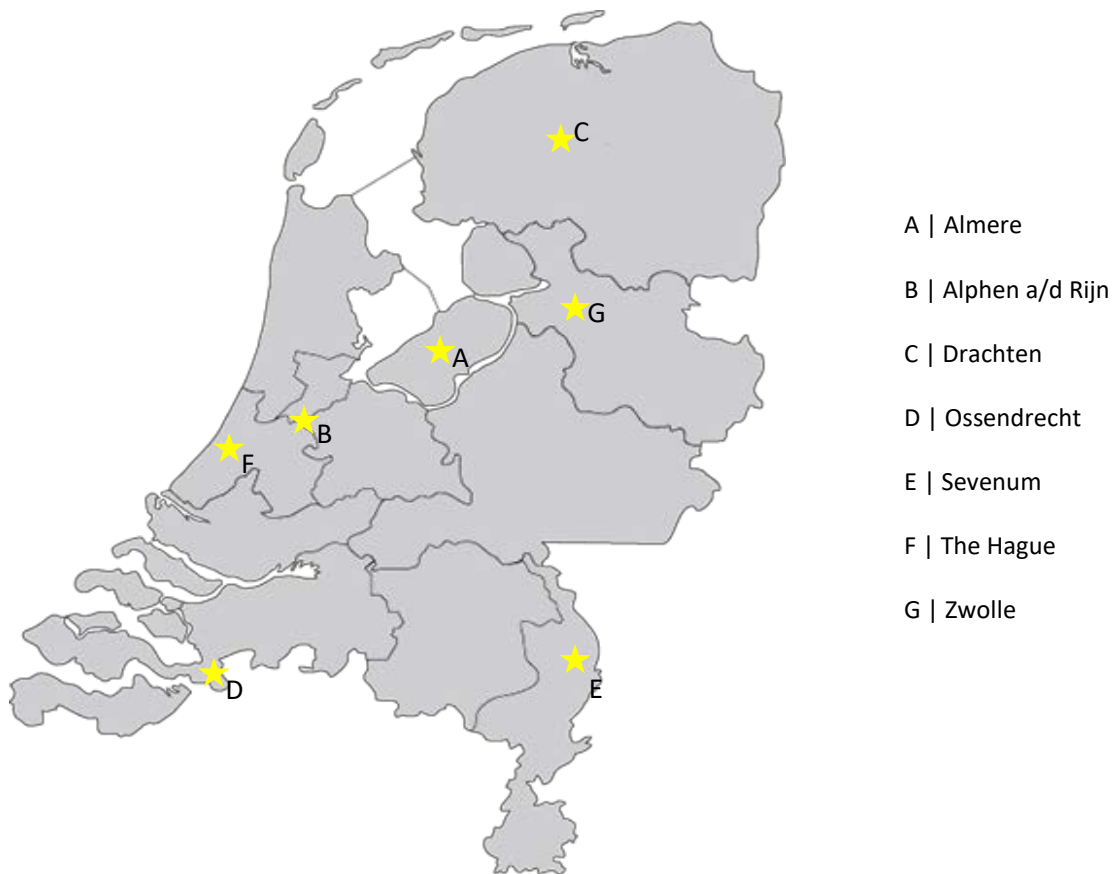 C
G
A
B
F
D
E
A | Almere
B | Alphen a/d Rijn
C | Drachten
D | Ossendrecht
E | Sevenum
F | The Hague
G | Zwolle